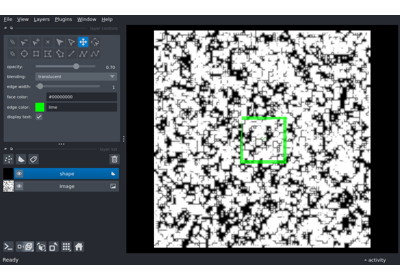 File View Layers Plugins Window Help
opacity: 0.70
blending: translucent
edge width: 1
face color: #00000000
edge color: lime
display text:
shape
Image
Ready activity